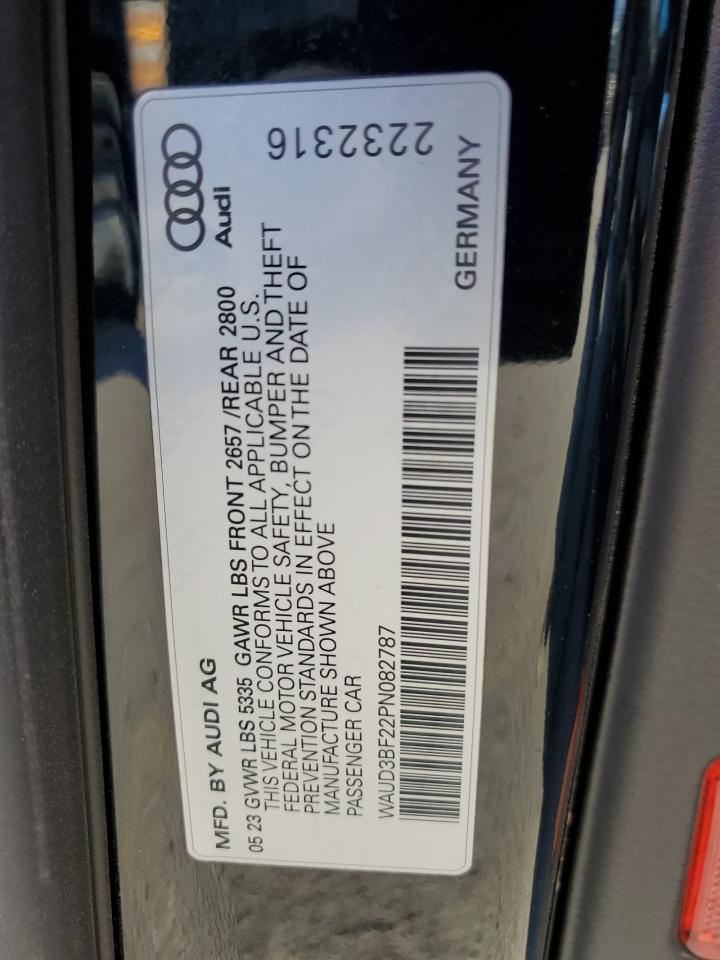 MFD. BY AUDI AG
05 23 GVWR LBS 5335 GAWR LBS FRONT 2657 /REAR 2800
THIS VEHICLE CONFORMS TO ALL APPLICABLE U.S.
FEDERAL MOTOR VEHICLE SAFETY, BUMPER AND THEFT
PREVENTION STANDARDS IN EFFECT ON THE DATE OF
MANUFACTURE SHOWN ABOVE
PASSENGER CAR
WAUD3BF22PN082787
Audi
2232316
GERMANY